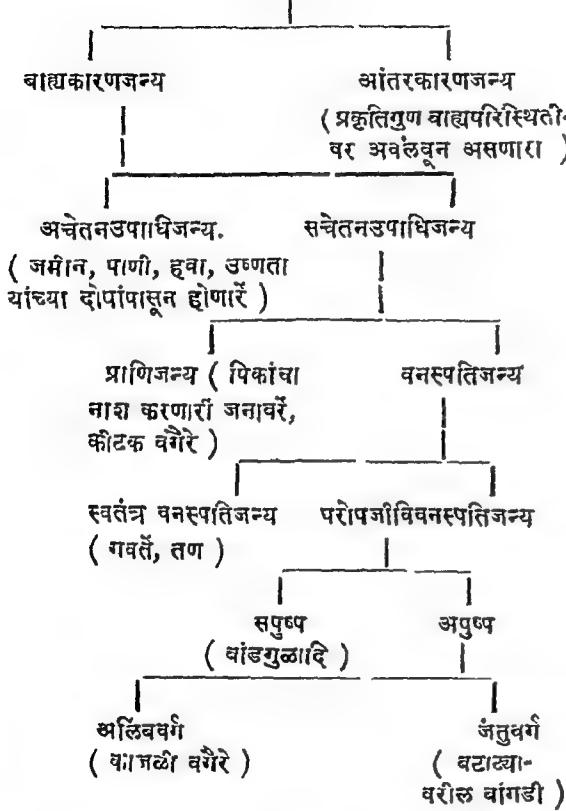 बाह्यकारणजन्य आंतरकारणजन्य
( प्रकृतिगुण बाह्यपरिस्थिती-
वर अवलंबून असणारा )
अचेतनउपाधिजन्य. सचेतनउपाधिजन्य
( जमीन, पाणी, हवा, उष्णता
यांच्या दोषांपासून होणारें )
प्राणिजन्य ( पिकांचा वनस्पतिजन्य
नाश करणारीं जनावरें,
कीटक वगैरे )
स्वतंत्र वनस्पतिजन्य परोपजीविवनस्पतिजन्य
( गवतें, तण )
सपुष्प अपुष्प
( बांडगुळादि )
अलिंबवर्ग जंतुवर्ग
( काजळी वगैरे ) ( बटाट्या-
वरील बांगडी )